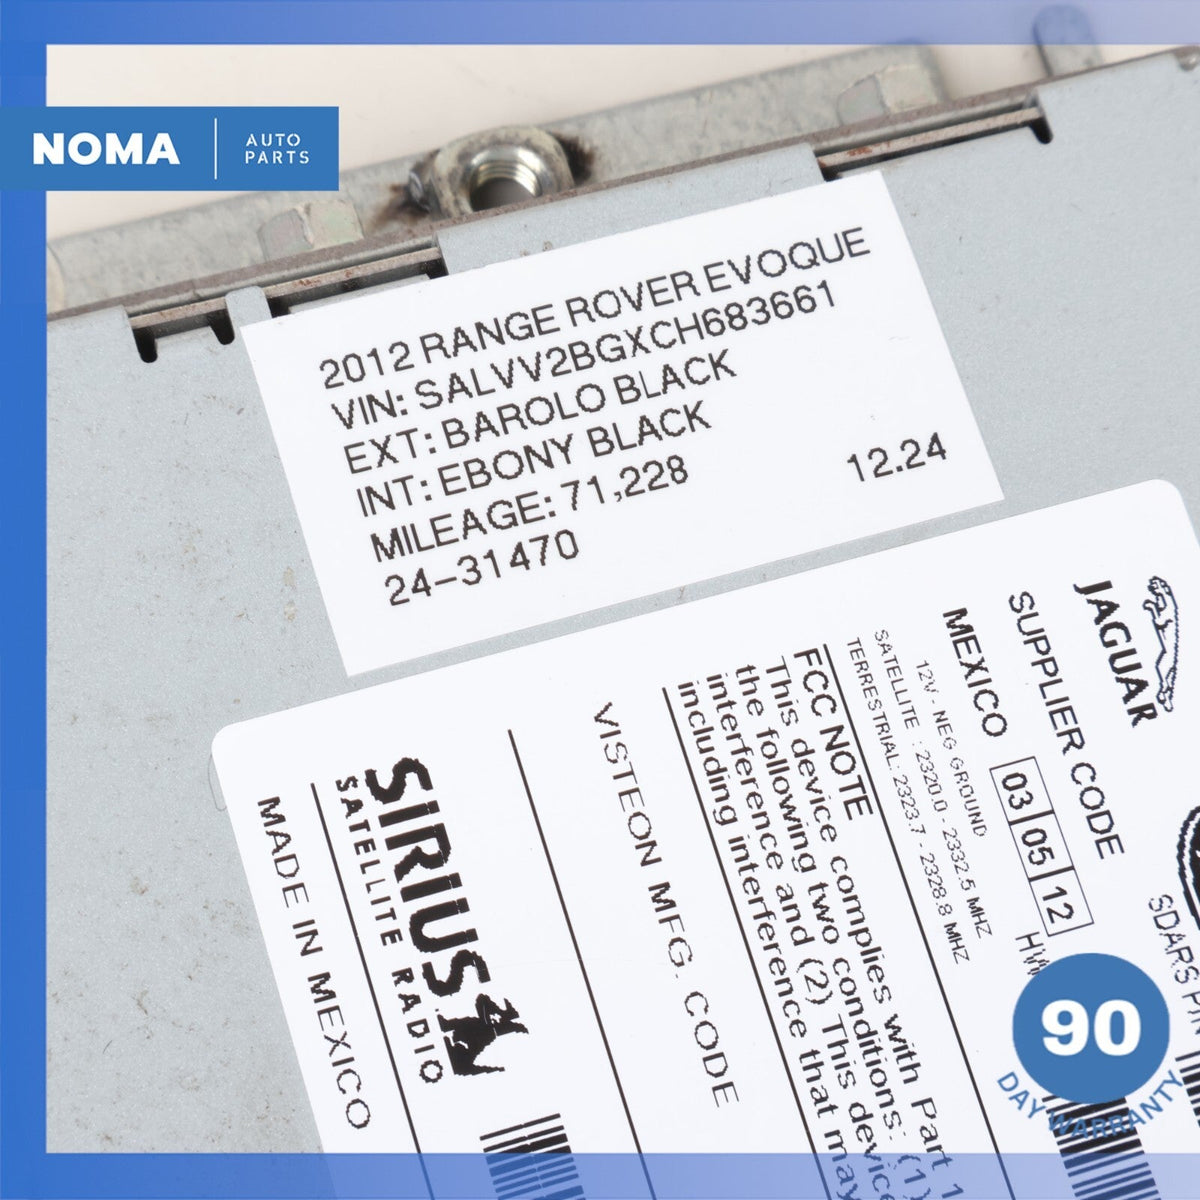 NOMA
AUTO
PARTS
2012 RANGE ROVER EVOQUE
VIN: SALVV2BGXCH683661
EXT: BAROLO BLACK
INT: EBONY BLACK
MILEAGE: 71,228
24-31470
12.24
JAGUAR
SUPPLIER CODE
MEXICO
03 05 12
12V - NEG GROUND
SATELLITE : 2320.0 - 2332.5 MHZ
TERRESTRIAL: 2323.7 - 2328.8 MHZ
SDARS
FCC NOTE
This device complies with Part 1
the following two conditions: (1)
interference and (2) This device
including interference that may
VISTEON MFG. CODE
SIRIUS
SATELLITE RADIO
MADE IN MEXICO
90
DAY WARRANTY